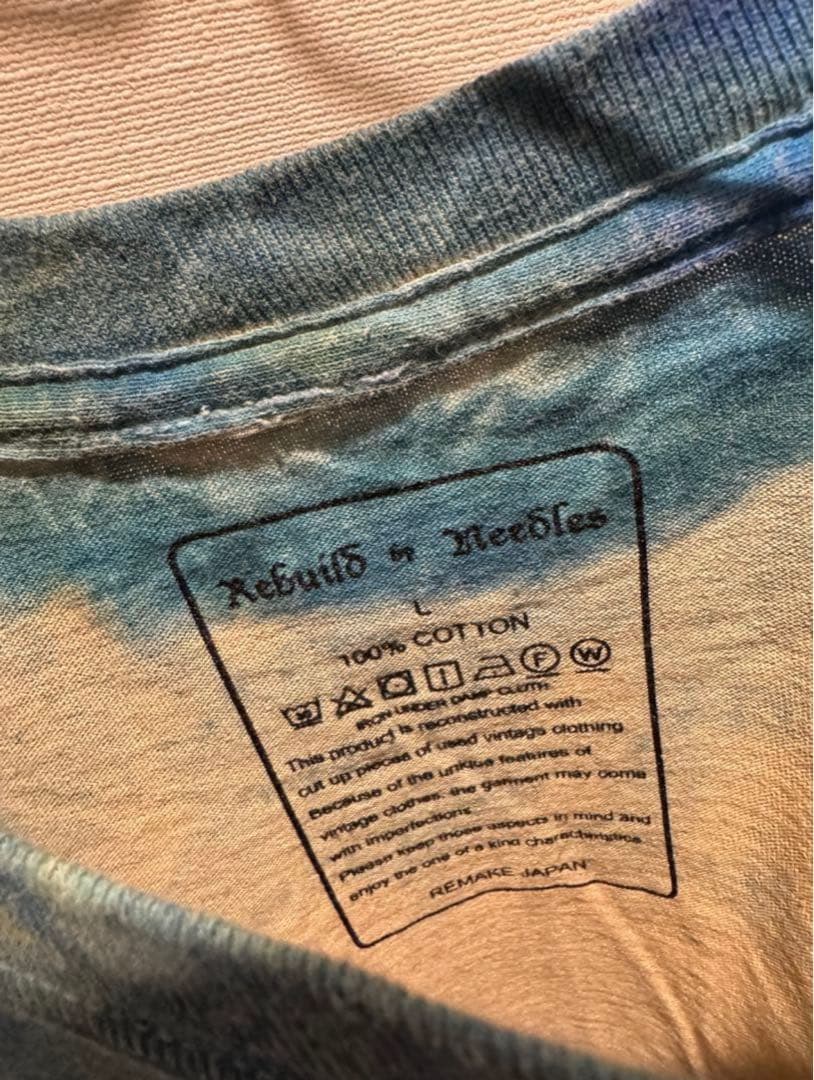 Rebuild by Needles
L
100% COTTON
F W
IRON UNDER DAMP CLOTH
This product is reconstructed with
cut up pieces of used vintage clothing
Because of the unique features of
vintage clothes, the garment may come
with imperfections
Please keep those aspects in mind and
enjoy the one of a kind characteristics
REMAKE JAPAN